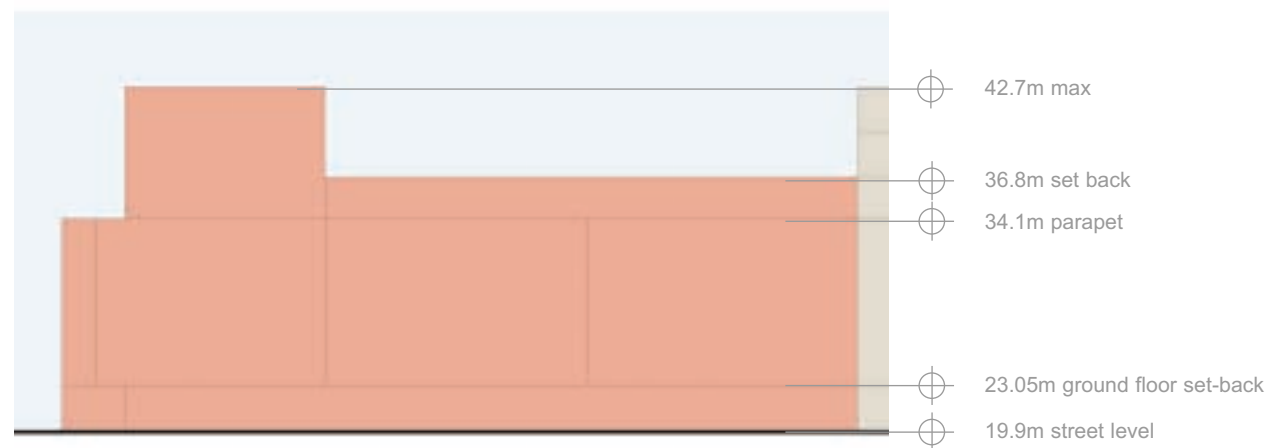 42.7m max
36.8m set back
34.1m parapet
23.05m ground floor set-back
19.9m street level